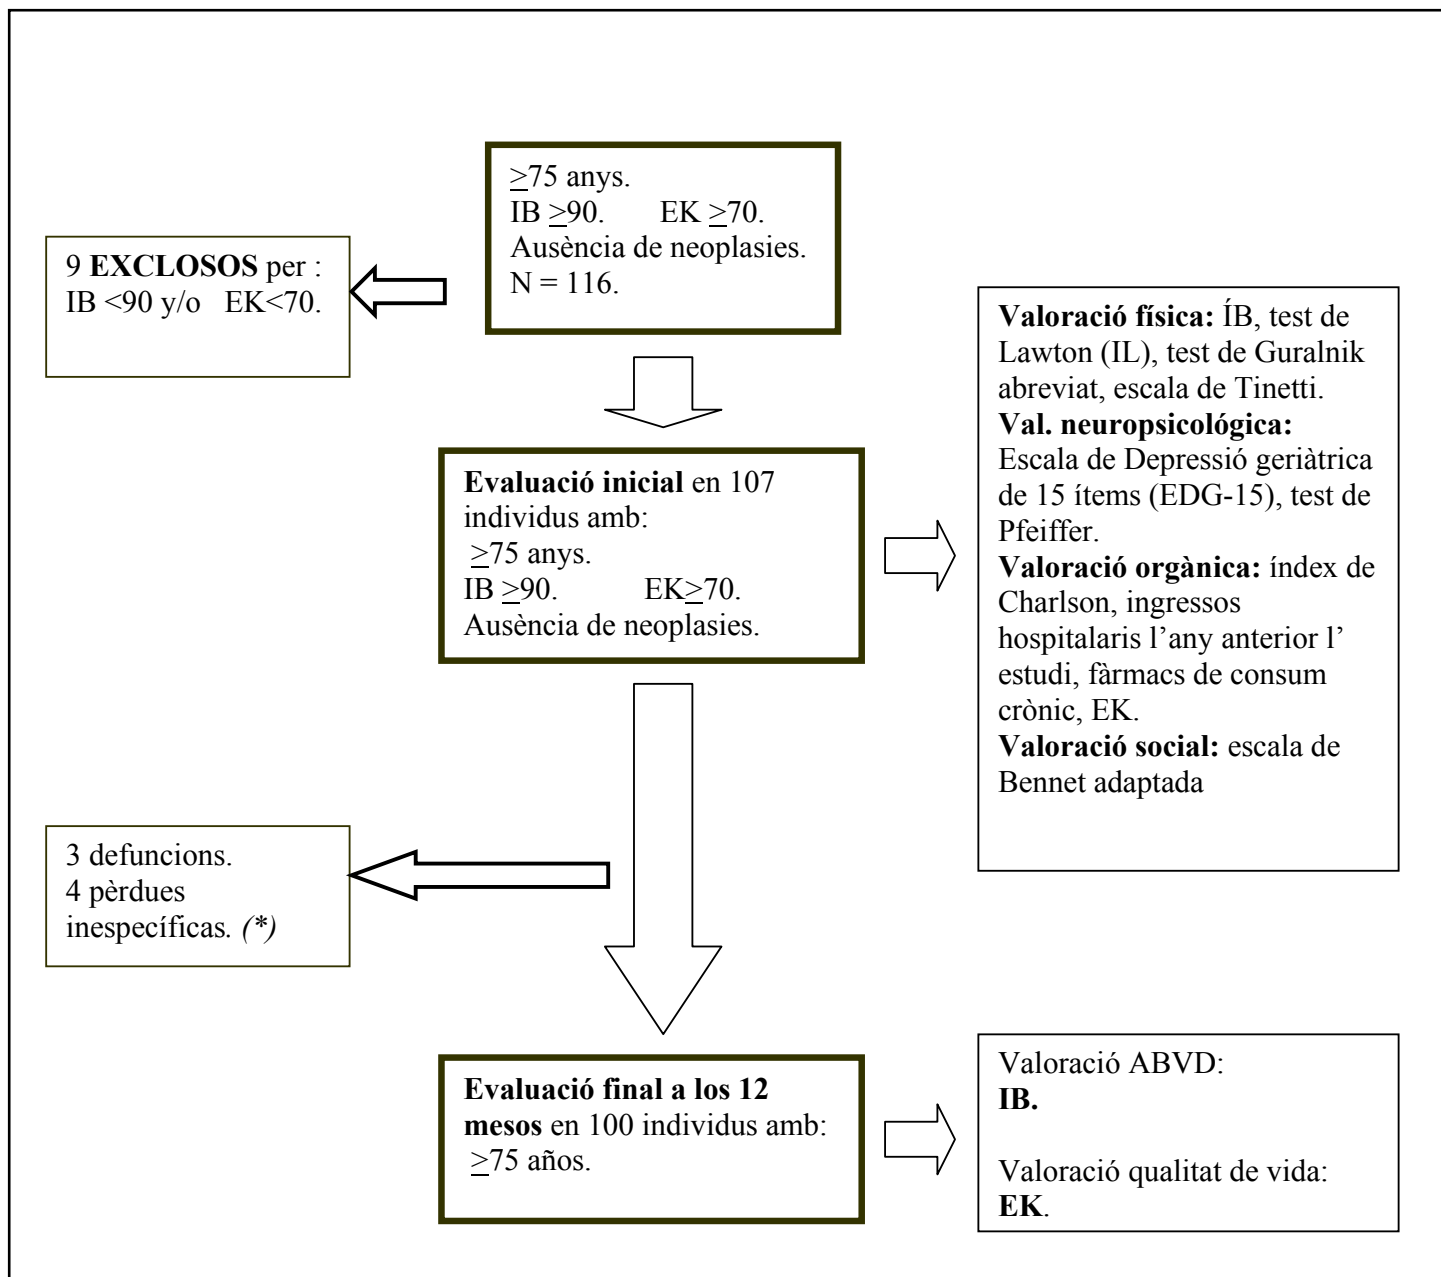 ≥75 anys.
IB ≥90. EK ≥70.
Ausència de neoplasies.
N = 116.
9 EXCLOSOS per :
IB <90 y/o EK<70.
Valoració física: ÍB, test de
Lawton (IL), test de Guralnik
abreviat, escala de Tinetti.
Val. neuropsicológica:
Escala de Depressió geriàtrica
de 15 ítems (EDG-15), test de
Pfeiffer.
Valoració orgànica: índex de
Charlson, ingressos
hospitalaris l’any anterior l’
estudi, fàrmacs de consum
crònic, EK.
Valoració social: escala de
Bennet adaptada
Evaluació inicial en 107
individus amb:
≥75 anys.
IB ≥90. EK≥70.
Ausència de neoplasies.
3 defuncions.
4 pèrdues
inespecífiques. (*)
Evaluació final a los 12
mesos en 100 individus amb:
≥75 años.
Valoració ABVD:
IB.
Valoració qualitat de vida:
EK.